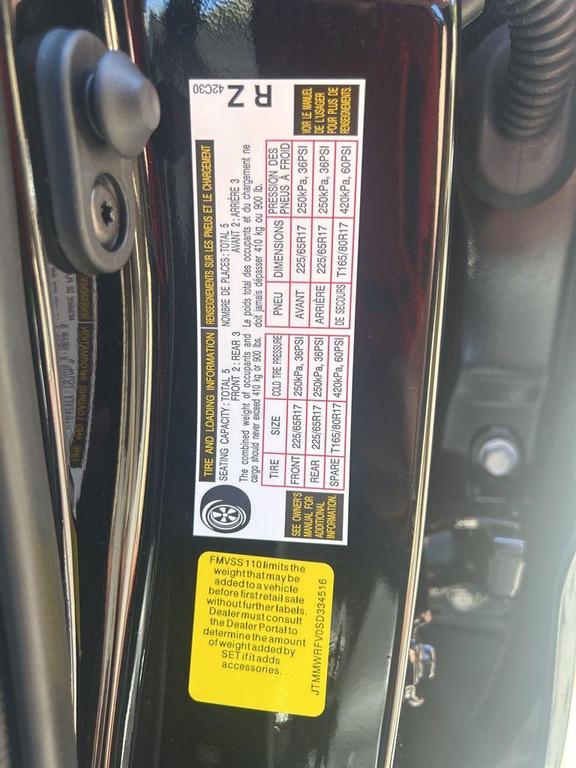 TIRE AND LOADING INFORMATION
RENSEIGNEMENTS SUR LES PNEUS ET LE CHARGEMENT
SEATING CAPACITY: TOTAL 5
FRONT 2: REAR 3
NOMBRE DE PLACES: TOTAL 5
AVANT 2: ARRIÈRE 3
The combined weight of occupants and
cargo should never exceed 410 kg or 900 lbs.
Le poids total des occupants et du chargement ne
doit jamais dépasser 410 kg ou 900 lb.
TIRE SIZE COLD TIRE PRESSURE
FRONT 225/65R17 250kPa, 36PSI
REAR 225/65R17 250kPa, 36PSI
SPARE T165/80R17 420kPa, 60PSI
PNEU DIMENSIONS PRESSION DES
PNEUS À FROID
AVANT 225/65R17 250kPa, 36PSI
ARRIÈRE 225/65R17 250kPa, 36PSI
DE SECOURS T165/80R17 420kPa, 60PSI
SEE OWNER'S
MANUAL FOR
ADDITIONAL
INFORMATION.
VOIR LE MANUEL
DE L'USAGER
POUR PLUS DE
RENSEIGNEMENTS.
42C30
R Z
FMVSS 110 limits the
weight that may be
added to a vehicle
before first retail sale
without further labels.
Dealer must consult
the Dealer Portal to
determine the amount
of weight added by
SET if it adds
accessories.
JTMMWRFV0SD334516